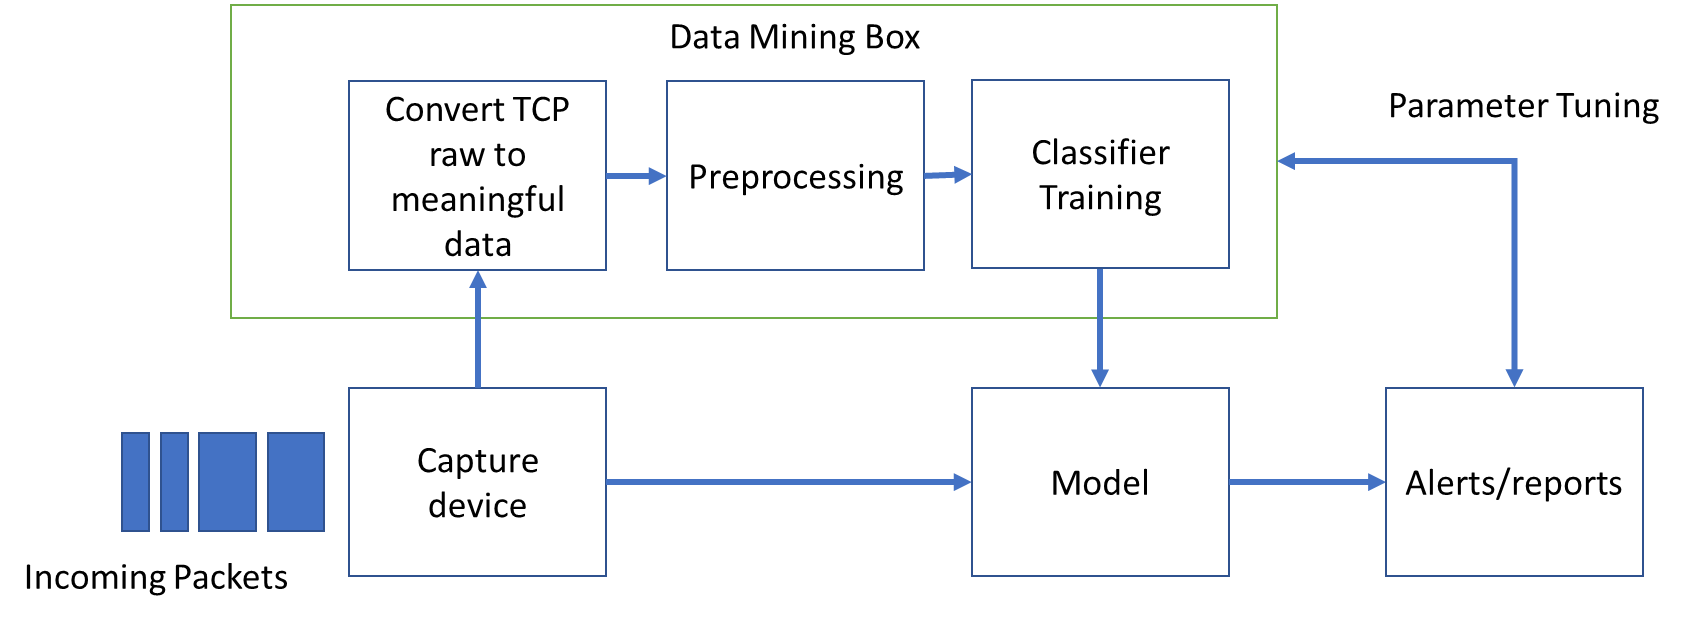 Data Mining Box
Convert TCP
raw to
meaningful
data
Preprocessing
Classifier
Training
Parameter Tuning
Capture
device
Model
Alerts/reports
Incoming Packets